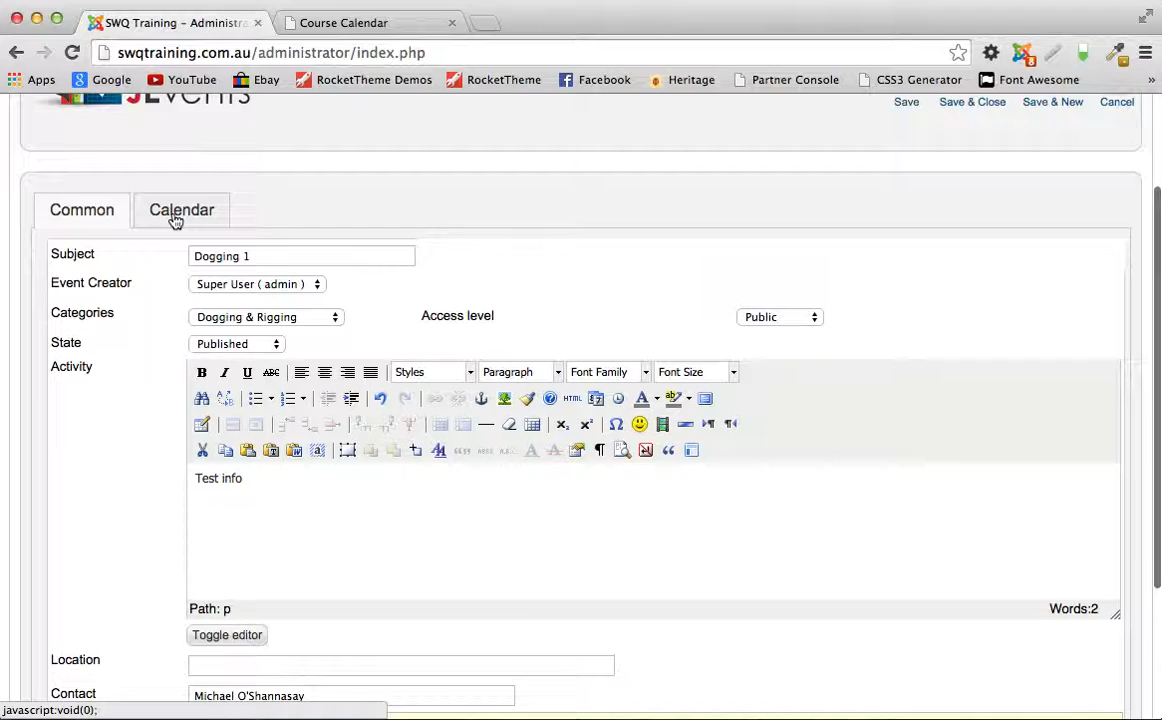 SWQ Training – Administra
Course Calendar
swqtraining.com.au/administrator/index.php
Apps
Google
YouTube
Ebay
RocketTheme Demos
RocketTheme
Facebook
Heritage
Partner Console
CSS3 Generator
Font Awesome
»
JEvents
Save
Save & Close
Save & New
Cancel
Common
Calendar
Subject
Dogging 1
Event Creator
Super User ( admin )
Categories
Dogging & Rigging
Access level
Public
State
Published
Activity
B I U ABC
Styles
Paragraph
Font Family
Font Size
HTML
Test info
Path: p
Words:2
Toggle editor
Location
Contact
Michael O'Shannasay
javascript:void(0);